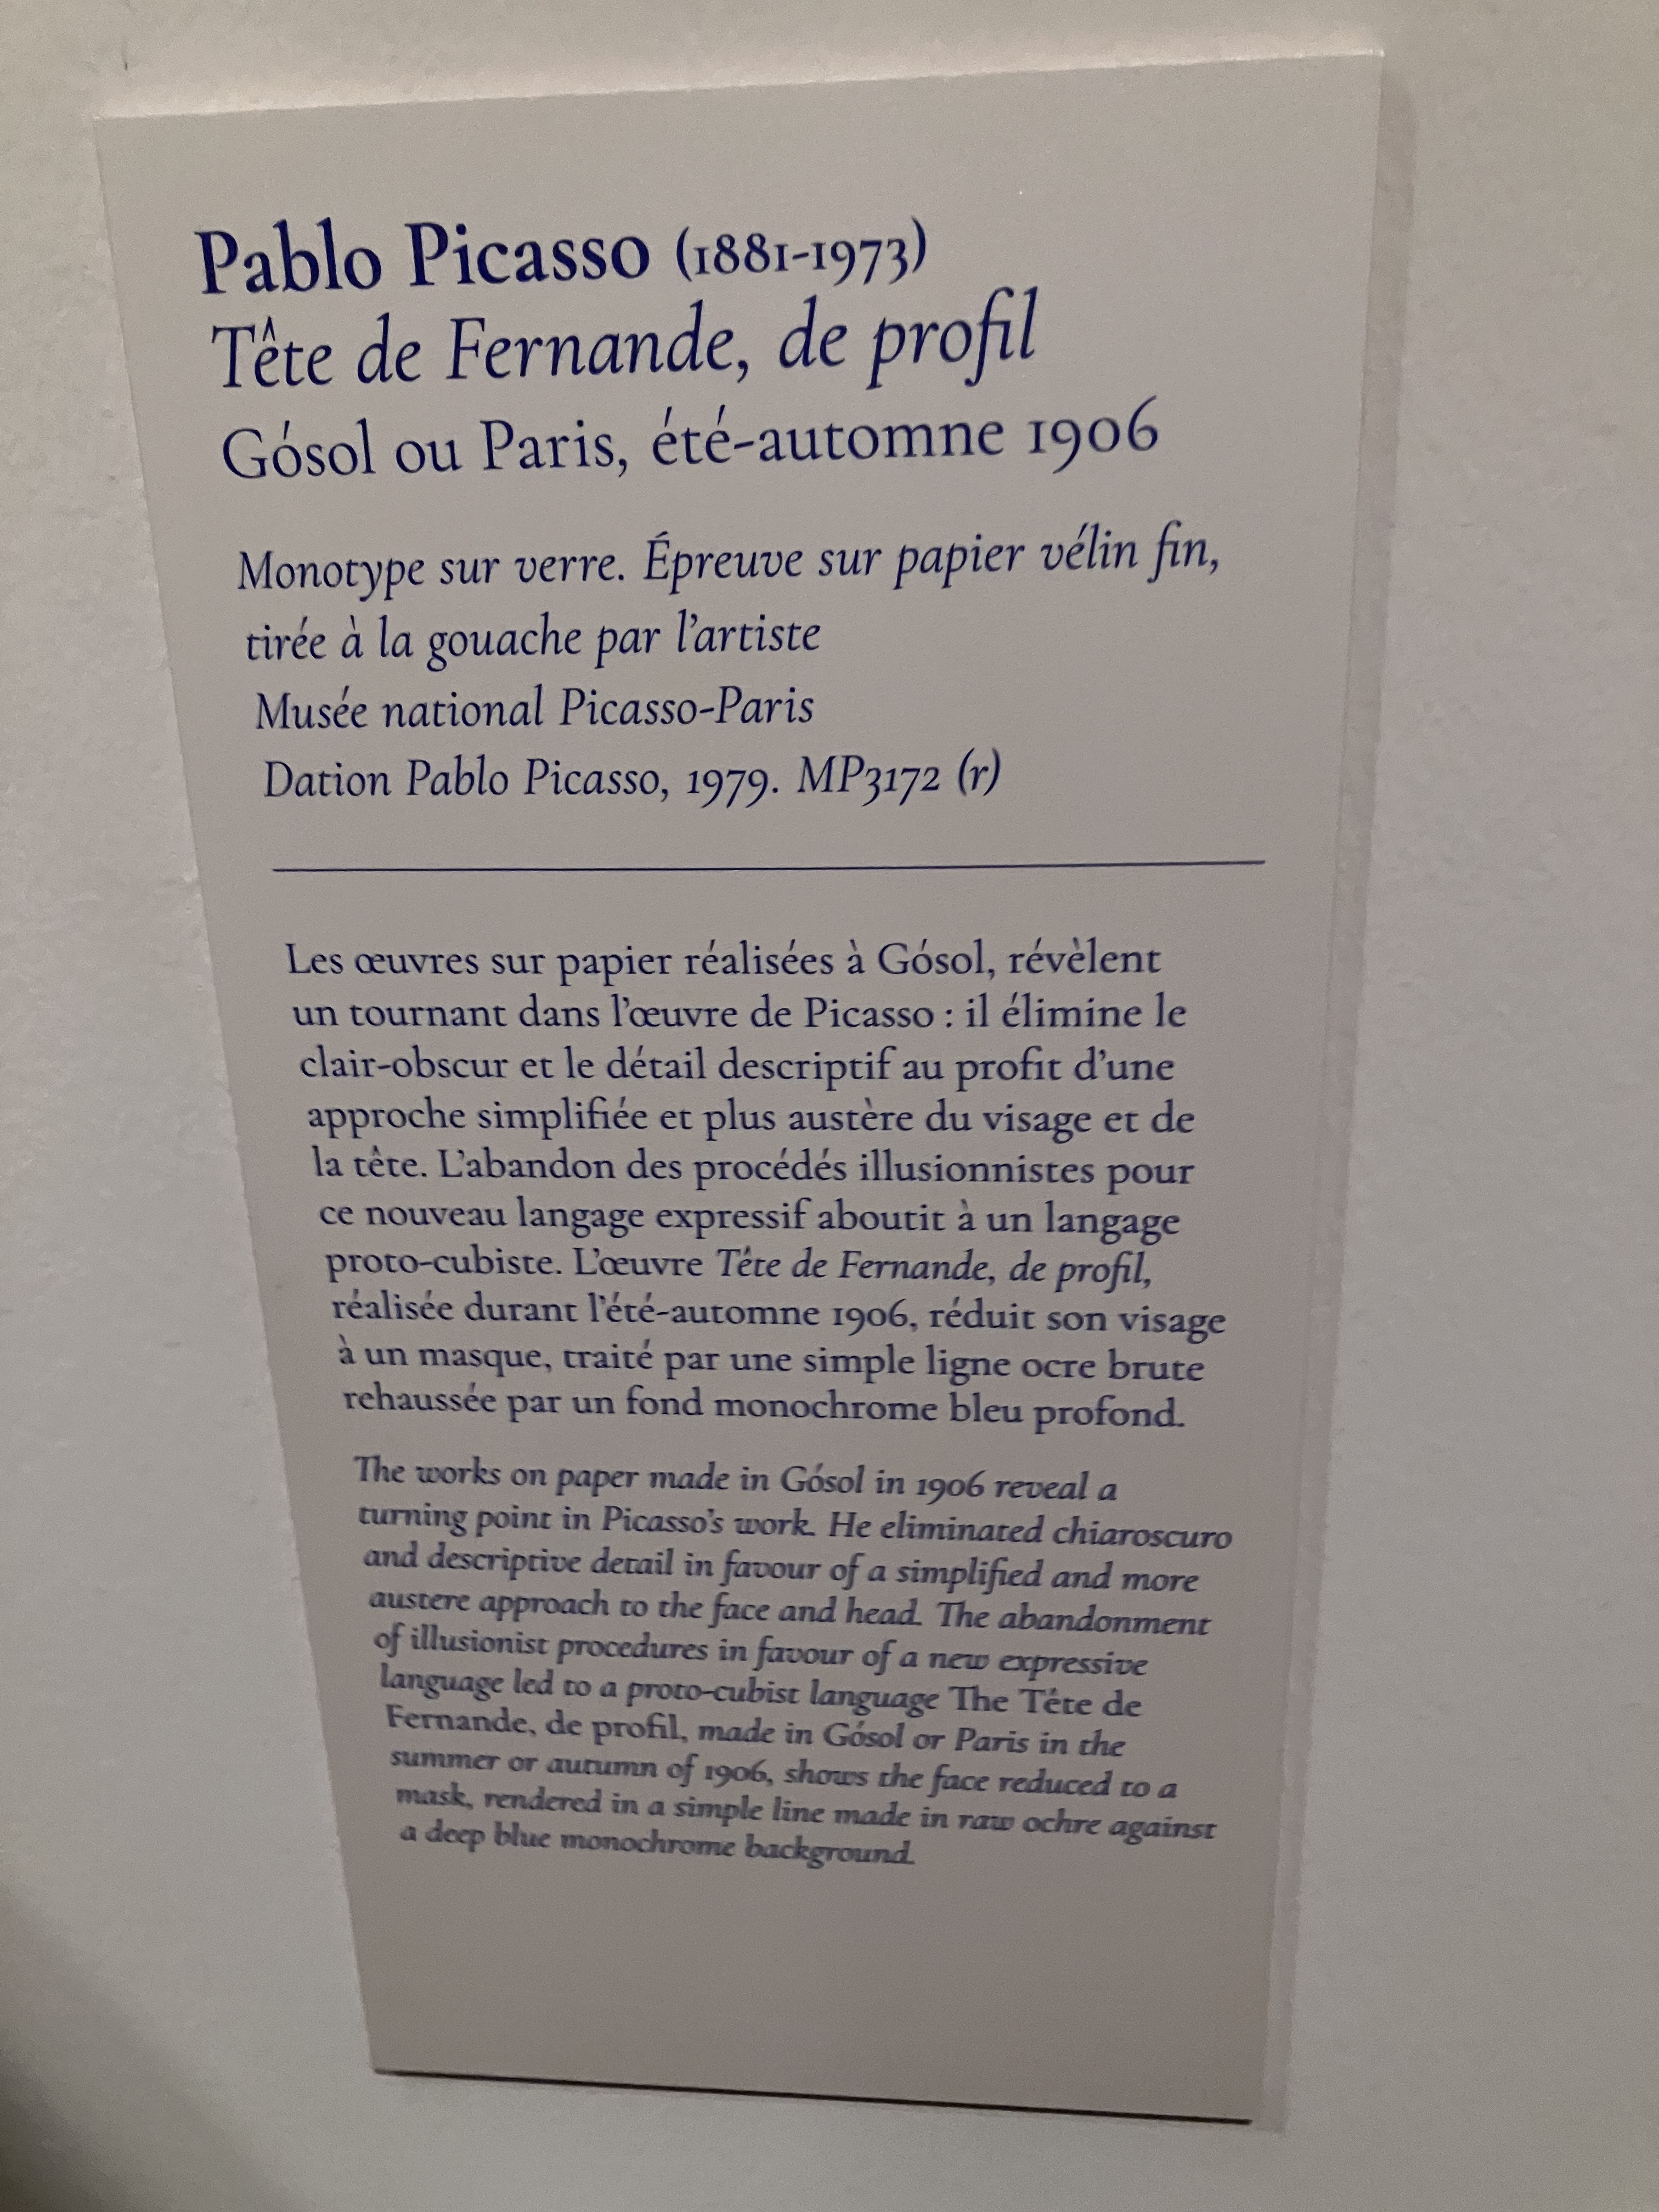 Pablo Picasso (1881-1973)
Tête de Fernande, de profil
Gósol ou Paris, été-automne 1906
Monotype sur verre. Épreuve sur papier vélin fin,
tirée à la gouache par l'artiste
Musée national Picasso-Paris
Dation Pablo Picasso, 1979. MP3172 (r)
Les œuvres sur papier réalisées à Gósol, révèlent
un tournant dans l'œuvre de Picasso : il élimine le
clair-obscur et le détail descriptif au profit d'une
approche simplifiée et plus austère du visage et de
la tête. L'abandon des procédés illusionnistes pour
ce nouveau langage expressif aboutit à un langage
proto-cubiste. L'œuvre Tête de Fernande, de profil,
réalisée durant l'été-automne 1906, réduit son visage
à un masque, traité par une simple ligne ocre brute
rehaussée par un fond monochrome bleu profond.
The works on paper made in Gósol in 1906 reveal a
turning point in Picasso's work. He eliminated chiaroscuro
and descriptive detail in favour of a simplified and more
austere approach to the face and head. The abandonment
of illusionist procedures in favour of a new expressive
language led to a proto-cubist language The Tête de
Fernande, de profil, made in Gósol or Paris in the
summer or autumn of 1906, shows the face reduced to a
mask, rendered in a simple line made in raw ochre against
a deep blue monochrome background.